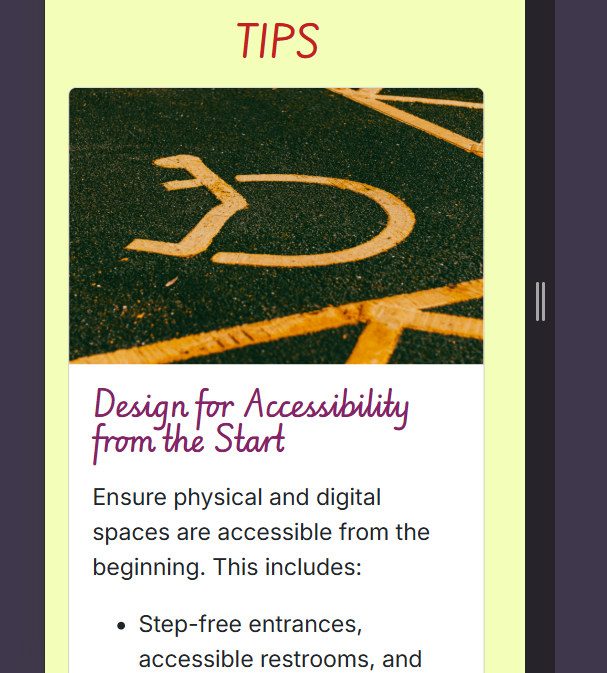 TIPS
Design for Accessibility
from the Start
Ensure physical and digital
spaces are accessible from the
beginning. This includes:
• Step-free entrances,
accessible restrooms, and